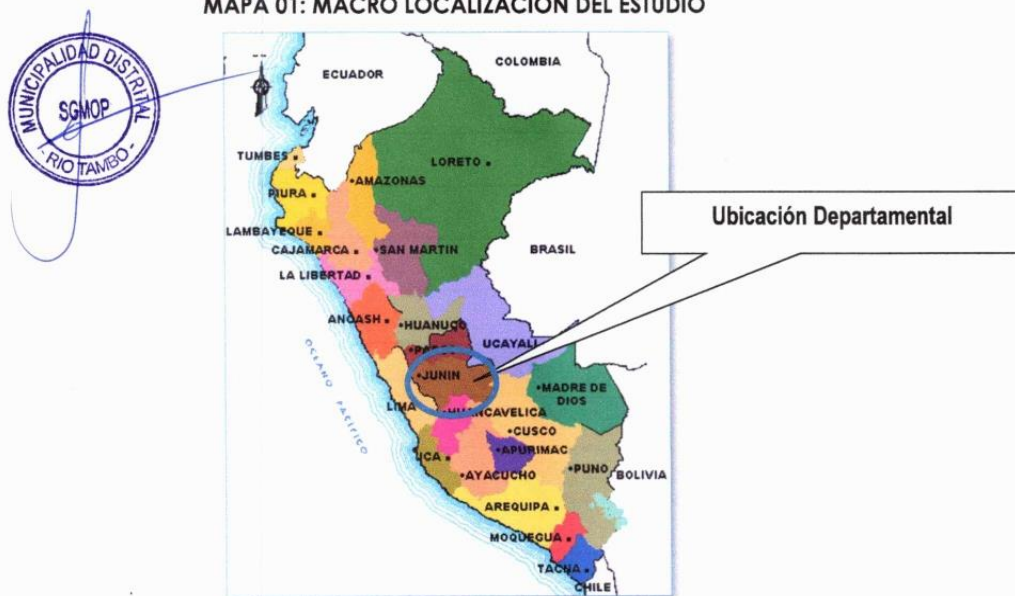 MAPA 01: MACRO LOCALIZACIÓN DEL ESTUDIO
MUNICIPALIDAD DISTRITAL
SGMOP
- RIO TAMBO -
ECUADOR
COLOMBIA
TUMBES
LORETO
AMAZONAS
PIURA
Ubicación Departamental
LAMBAYEQUE
CAJAMARCA
SAN MARTIN
BRASIL
LA LIBERTAD
ANCASH
HUANUCO
UCAYALI
JUNIN
MADRE DE
DIOS
LIMA
HUANCAVELICA
CUSCO
OCEANO PACIFICO
ICA
APURIMAC
PUNO
AYACUCHO
BOLIVIA
AREQUIPA
MOQUEGUA
TACNA
CHILE